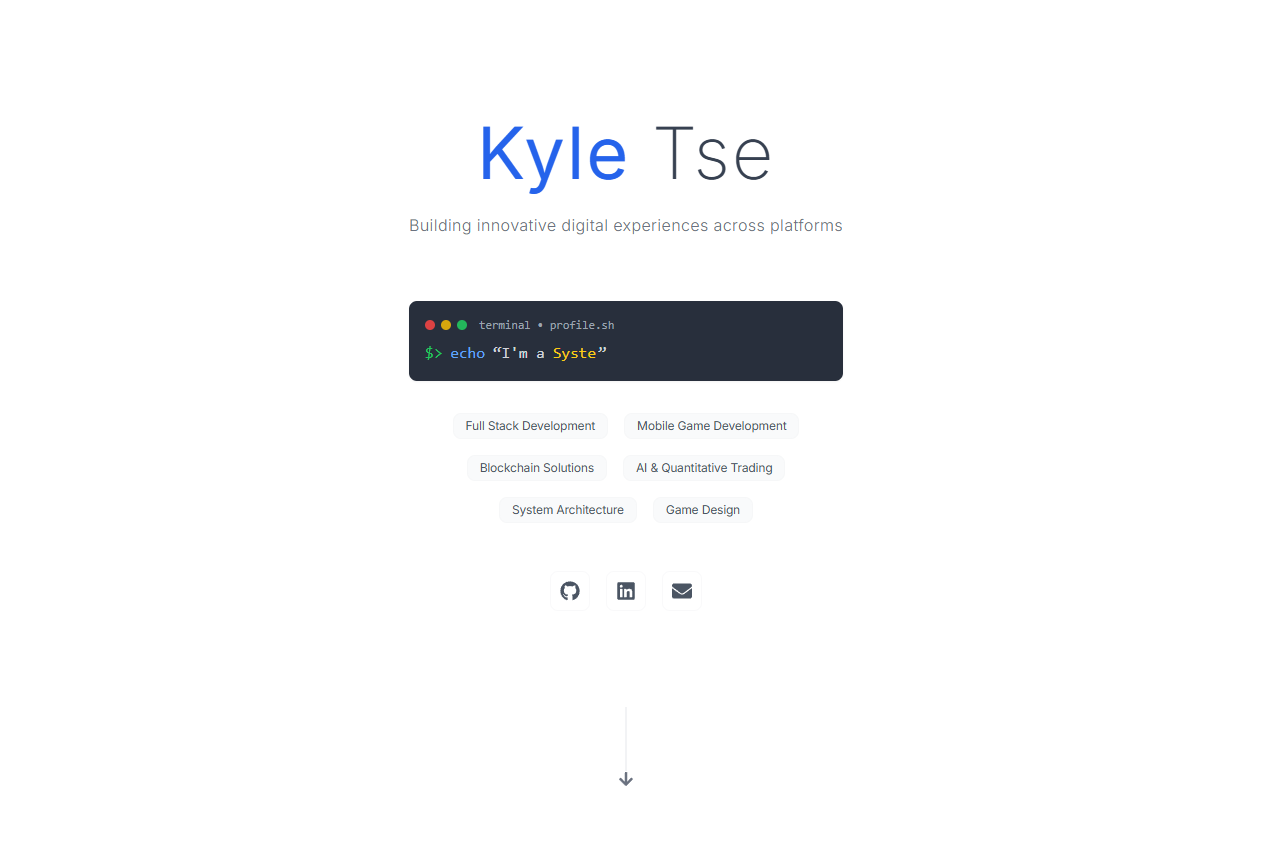 Kyle Tse
Building innovative digital experiences across platforms
terminal • profile.sh
$> echo “I'm a Syste”
Full Stack Development
Mobile Game Development
Blockchain Solutions
AI & Quantitative Trading
System Architecture
Game Design
in